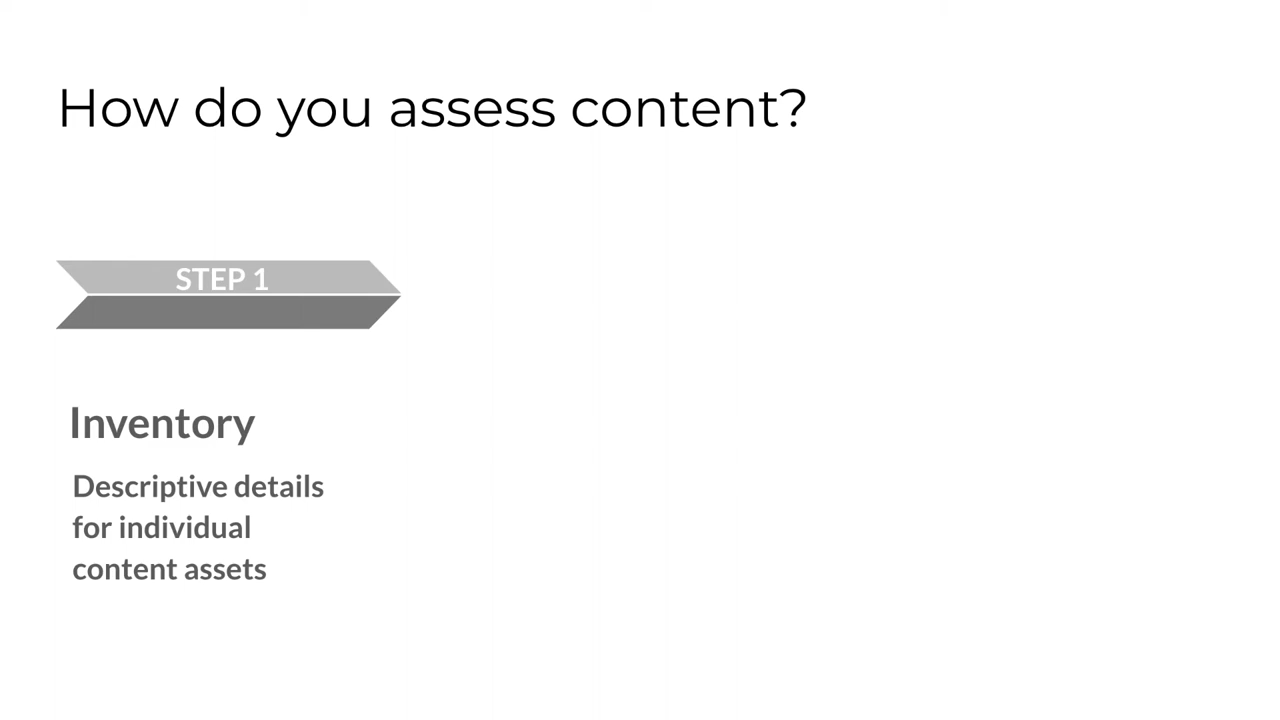 How do you assess content?
STEP 1
Inventory
Descriptive details
for individual
content assets